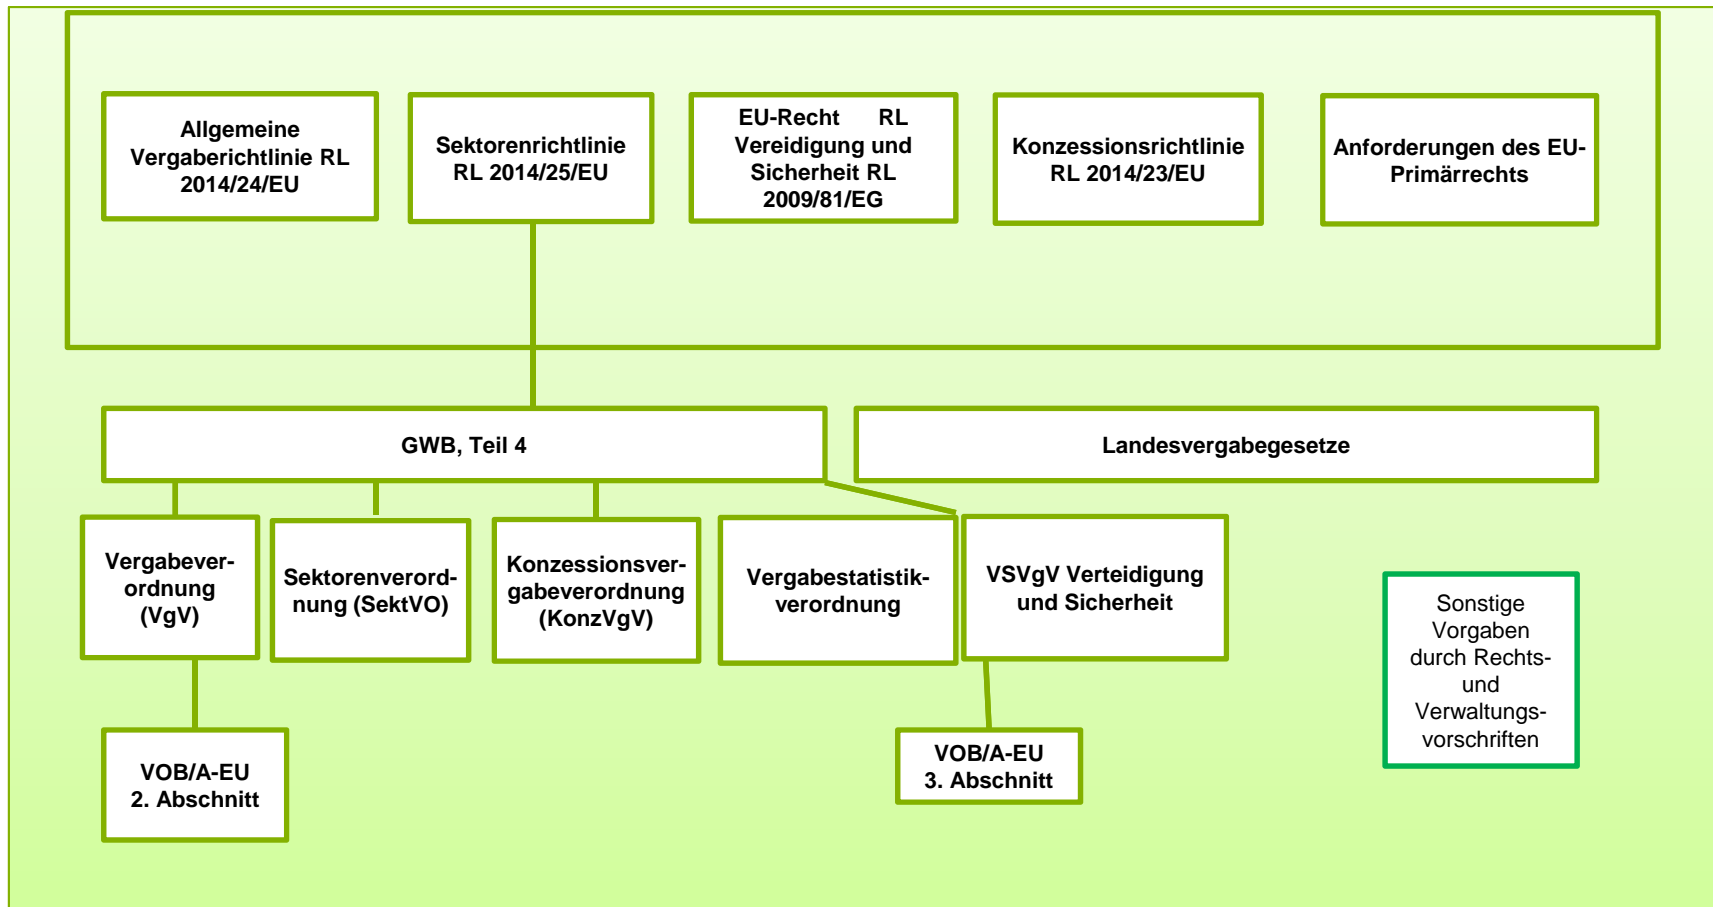 Allgemeine
Vergaberichtlinie RL
2014/24/EU
Sektorenrichtlinie
RL 2014/25/EU
EU-Recht RL
Vereidigung und
Sicherheit RL
2009/81/EG
Konzessionsrichtlinie
RL 2014/23/EU
Anforderungen des EU-
Primärrechts
GWB, Teil 4
Landesvergabegesetze
Vergabever-
ordnung
(VgV)
Sektorenverord-
nung (SektVO)
Konzessionsver-
gabeverordnung
(KonzVgV)
Vergabestatistik-
verordnung
VSVgV Verteidigung
und Sicherheit
Sonstige
Vorgaben
durch Rechts-
und
Verwaltungs-
vorschriften
VOB/A-EU
2. Abschnitt
VOB/A-EU
3. Abschnitt